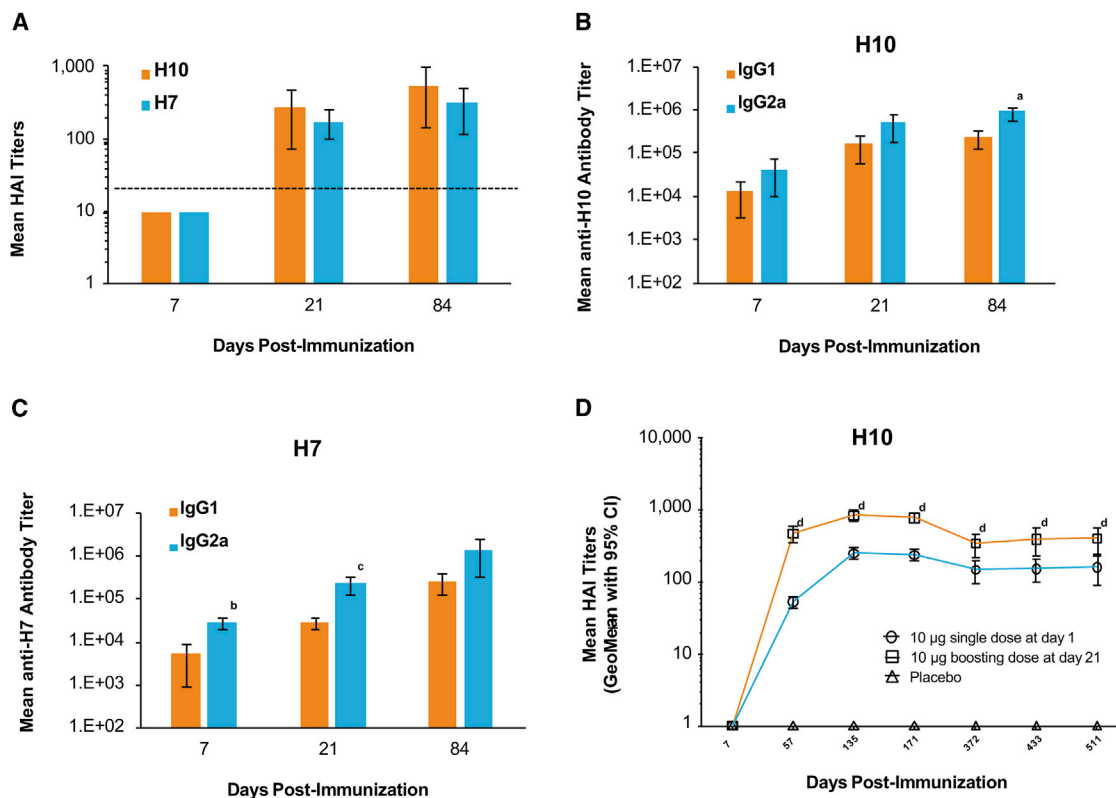 A
1,000
100
10
1
H10
H7
Mean HAI Titers
7 21 84
Days Post-Immunization
B
H10
1.E+07
1.E+06
1.E+05
1.E+04
1.E+03
1.E+02
IgG1
IgG2a
a
Mean anti-H10 Antibody Titer
7 21 84
Days Post-Immunization
C
H7
1.E+07
1.E+06
1.E+05
1.E+04
1.E+03
1.E+02
IgG1
IgG2a
b
c
Mean anti-H7 Antibody Titer
7 21 84
Days Post-Immunization
D
H10
10,000
1,000
100
10
1
d d d d d d
Mean HAI Titers
(GeoMean with 95% CI)
10 µg single dose at day 1
10 µg boosting dose at day 21
Placebo
7 57 135 171 372 433 511
Days Post-Immunization